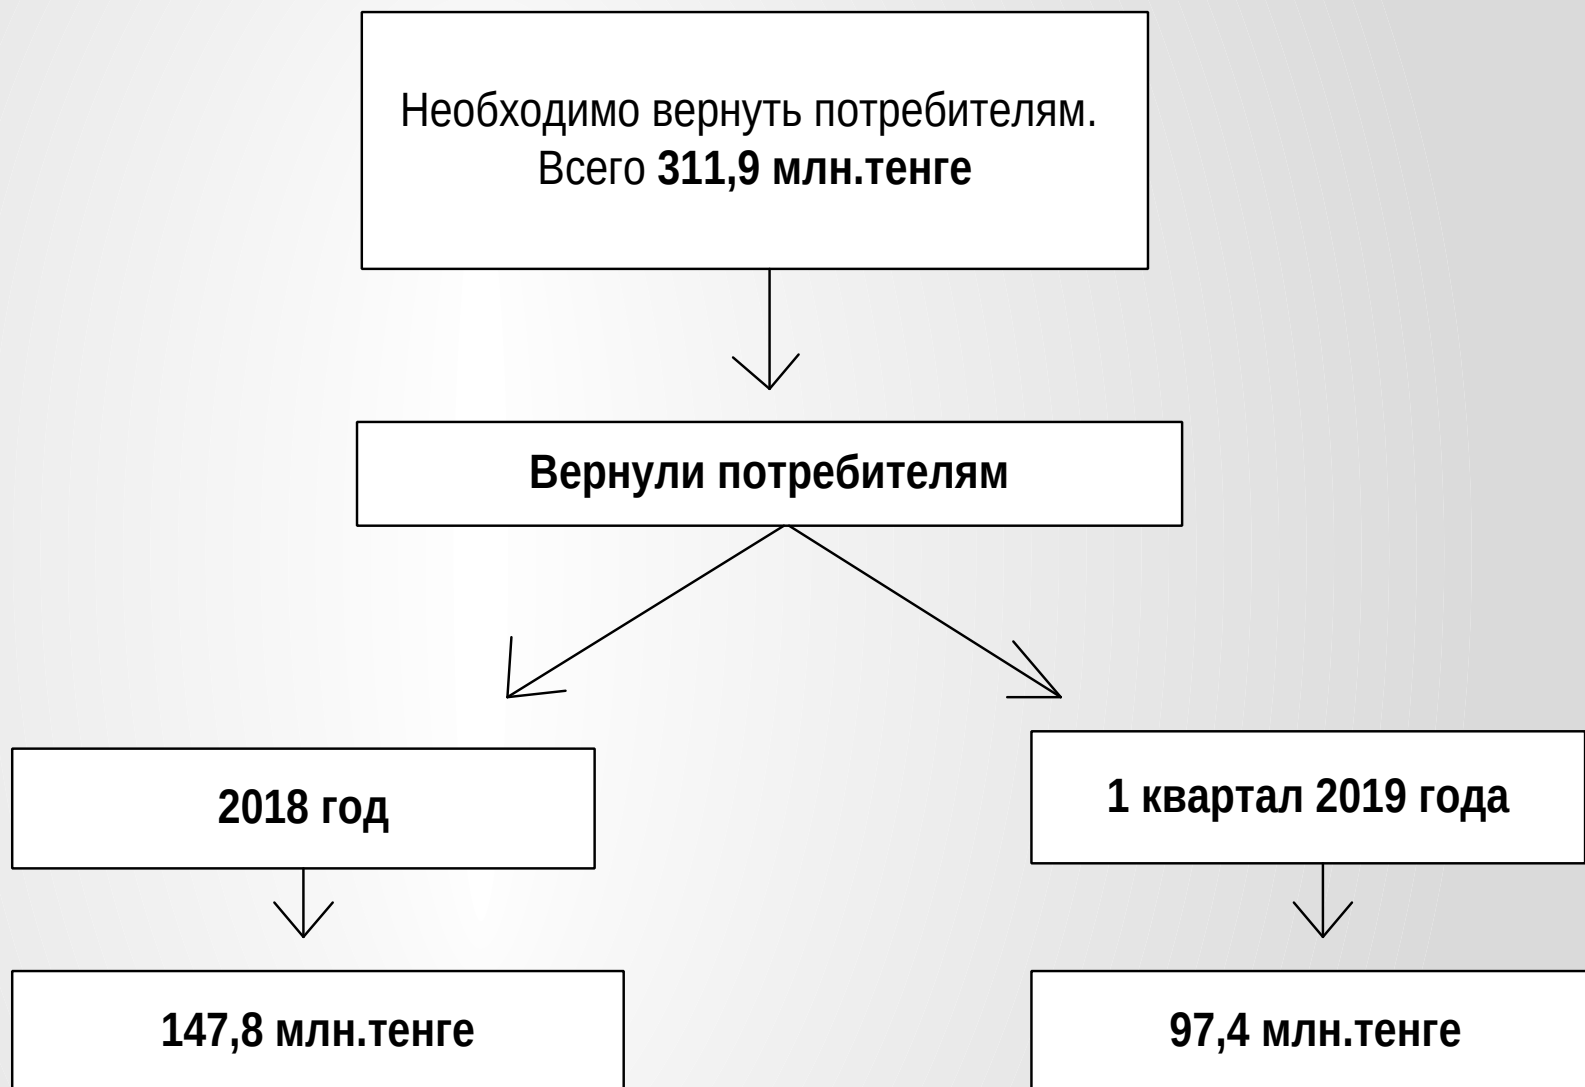 Необходимо вернуть потребителям.
Всего 311,9 млн.тенге
Вернули потребителям
2018 год
1 квартал 2019 года
147,8 млн.тенге
97,4 млн.тенге